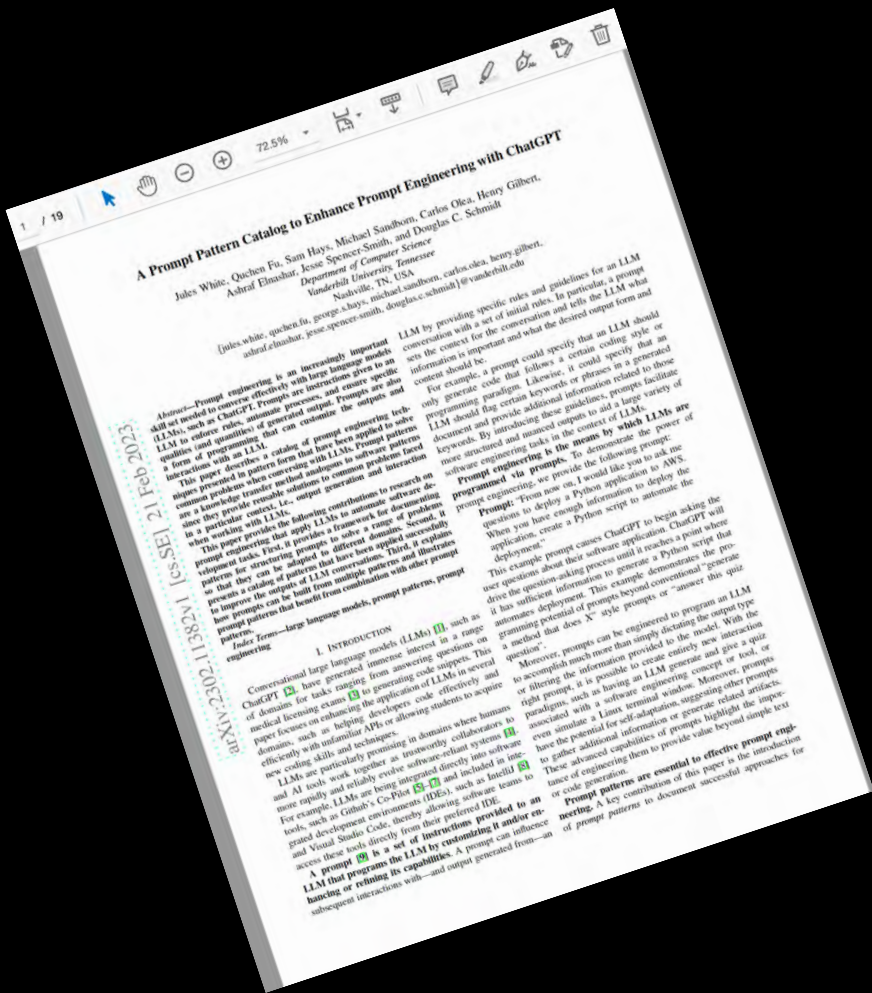 1 / 19
72.5%
A Prompt Pattern Catalog to Enhance Prompt Engineering with ChatGPT
Jules White, Quchen Fu, Sam Hays, Michael Sandborn, Carlos Olea, Henry Gilbert,
Ashraf Elnashar, Jesse Spencer-Smith, and Douglas C. Schmidt
Department of Computer Science
Vanderbilt University, Tennessee
Nashville, TN, USA
{jules.white, quchen.fu, george.s.hays, michael.sandborn, carlos.olea, henry.gilbert,
ashraf.elnashar, jesse.spencer-smith, douglas.c.schmidt}@vanderbilt.edu
arXiv:2302.11382v1 [cs.SE] 21 Feb 2023
Abstract—Prompt engineering is an increasingly important
skill set needed to converse effectively with large language models
(LLMs), such as ChatGPT. Prompts are instructions given to an
LLM to enforce rules, automate processes, and ensure specific
qualities (and quantities) of generated output. Prompts are also
a form of programming that can customize the outputs and
interactions with an LLM.
This paper describes a catalog of prompt engineering tech-
niques presented in pattern form that have been applied to solve
common problems when conversing with LLMs. Prompt patterns
are a knowledge transfer method analogous to software patterns
since they provide reusable solutions to common problems faced
in a particular context, i.e., output generation and interaction
when working with LLMs.
This paper provides the following contributions to research on
prompt engineering that apply LLMs to automate software de-
velopment tasks. First, it provides a framework for documenting
patterns for structuring prompts to solve a range of problems
so that they can be adapted to different domains. Second, it
presents a catalog of patterns that have been applied successfully
to improve the outputs of LLM conversations. Third, it explains
how prompts can be built from multiple patterns and illustrates
prompt patterns that benefit from combination with other prompt
patterns.
Index Terms—large language models, prompt patterns, prompt
engineering
I. INTRODUCTION
Conversational large language models (LLMs) [1], such as
ChatGPT [2], have generated immense interest in a range
of domains for tasks ranging from answering questions on
medical licensing exams [3] to generating code snippets. This
paper focuses on enhancing the application of LLMs in several
domains, such as helping developers code effectively and
efficiently with unfamiliar APIs or allowing students to acquire
new coding skills and techniques.
LLMs are particularly promising in domains where humans
and AI tools work together as trustworthy collaborators to
more rapidly and reliably evolve software-reliant systems [4].
For example, LLMs are being integrated directly into software
tools, such as Github's Co-Pilot [5]–[7] and included in inte-
grated development environments (IDEs), such as IntelliJ [8]
and Visual Studio Code, thereby allowing software teams to
access these tools directly from their preferred IDE.
A prompt [9] is a set of instructions provided to an
LLM that programs the LLM by customizing it and/or en-
hancing or refining its capabilities. A prompt can influence
subsequent interactions with—and output generated from—an
LLM by providing specific rules and guidelines for an LLM
conversation with a set of initial rules. In particular, a prompt
sets the context for the conversation and tells the LLM what
information is important and what the desired output form and
content should be.
For example, a prompt could specify that an LLM should
only generate code that follows a certain coding style or
programming paradigm. Likewise, it could specify that an
LLM should flag certain keywords or phrases in a generated
document and provide additional information related to those
keywords. By introducing these guidelines, prompts facilitate
more structured and nuanced outputs to aid a large variety of
software engineering tasks in the context of LLMs.
Prompt engineering is the means by which LLMs are
programmed via prompts. To demonstrate the power of
prompt engineering, we provide the following prompt:
Prompt: "From now on, I would like you to ask me
questions to deploy a Python application to AWS.
When you have enough information to deploy the
application, create a Python script to automate the
deployment."
This example prompt causes ChatGPT to begin asking the
user questions about their software application. ChatGPT will
drive the question-asking process until it reaches a point where
it has sufficient information to generate a Python script that
automates deployment. This example demonstrates the pro-
gramming potential of prompts beyond conventional "generate
a method that does X" style prompts or "answer this quiz
question".
Moreover, prompts can be engineered to program an LLM
to accomplish much more than simply dictating the output type
or filtering the information provided to the model. With the
right prompt, it is possible to create entirely new interaction
paradigms, such as having an LLM generate and give a quiz
associated with a software engineering concept or tool, or
even simulate a Linux terminal window. Moreover, prompts
have the potential for self-adaptation, suggesting other prompts
to gather additional information or generate related artifacts.
These advanced capabilities of prompts highlight the impor-
tance of engineering them to provide value beyond simple text
or code generation.
Prompt patterns are essential to effective prompt engi-
neering. A key contribution of this paper is the introduction
of prompt patterns to document successful approaches for